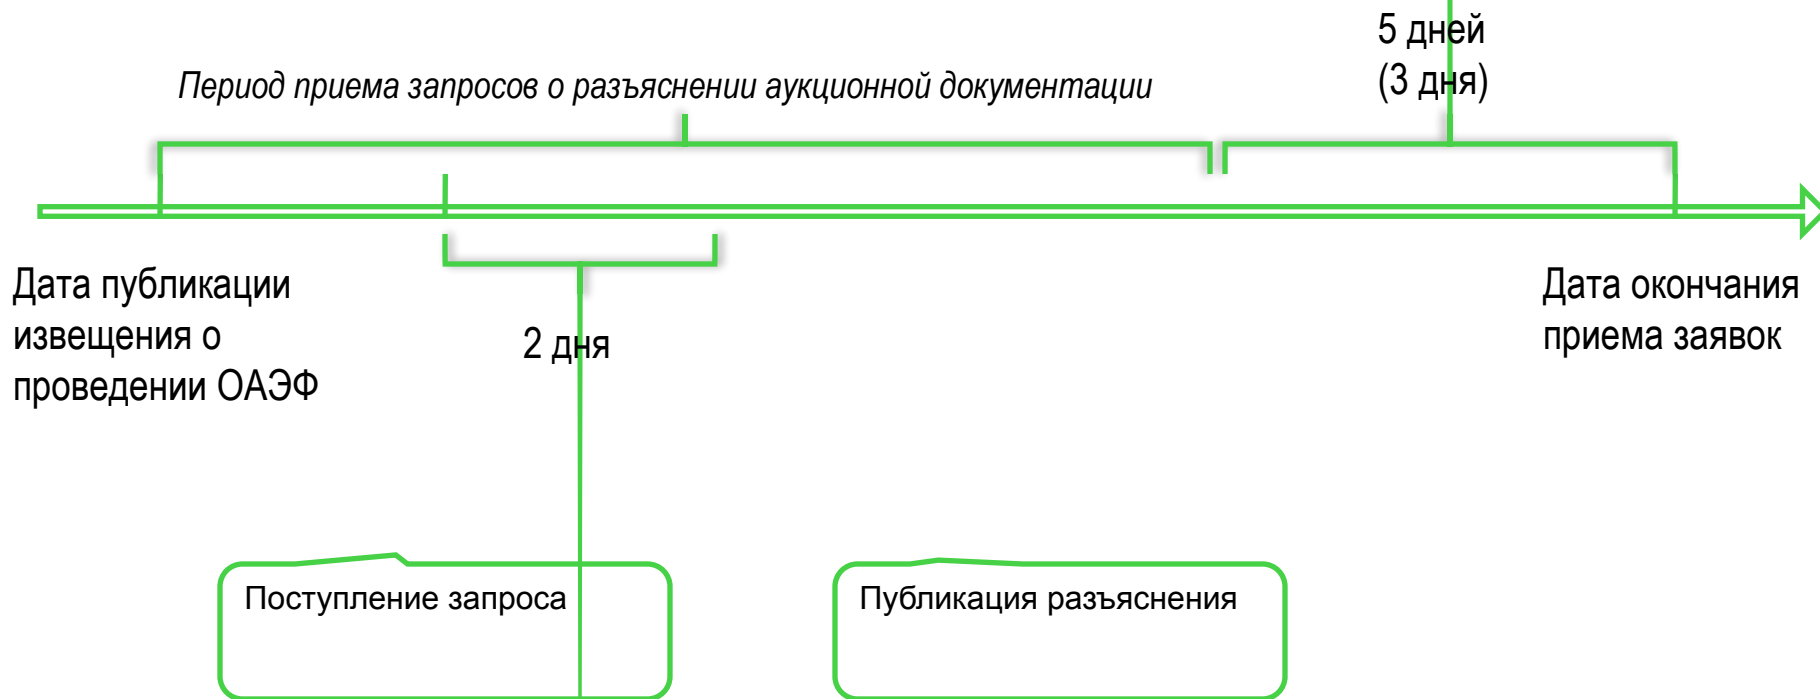 5 дней
(3 дня)
Период приема запросов о разъяснении аукционной документации
Дата публикации
извещения о
проведении ОАЭФ
2 дня
Дата окончания
приема заявок
Поступление запроса
Публикация разъяснения